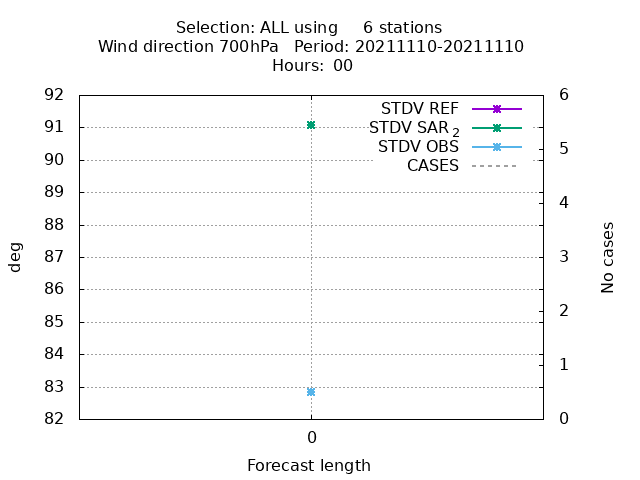 Selection: ALL using     6 stations
Wind direction 700hPa   Period: 20211110-20211110
Hours:  00
92
91
90
89
88
87
86
85
84
83
82
6
5
4
3
2
1
0
STDV REF
STDV SAR 2
STDV OBS
CASES
deg
No cases
0
Forecast length